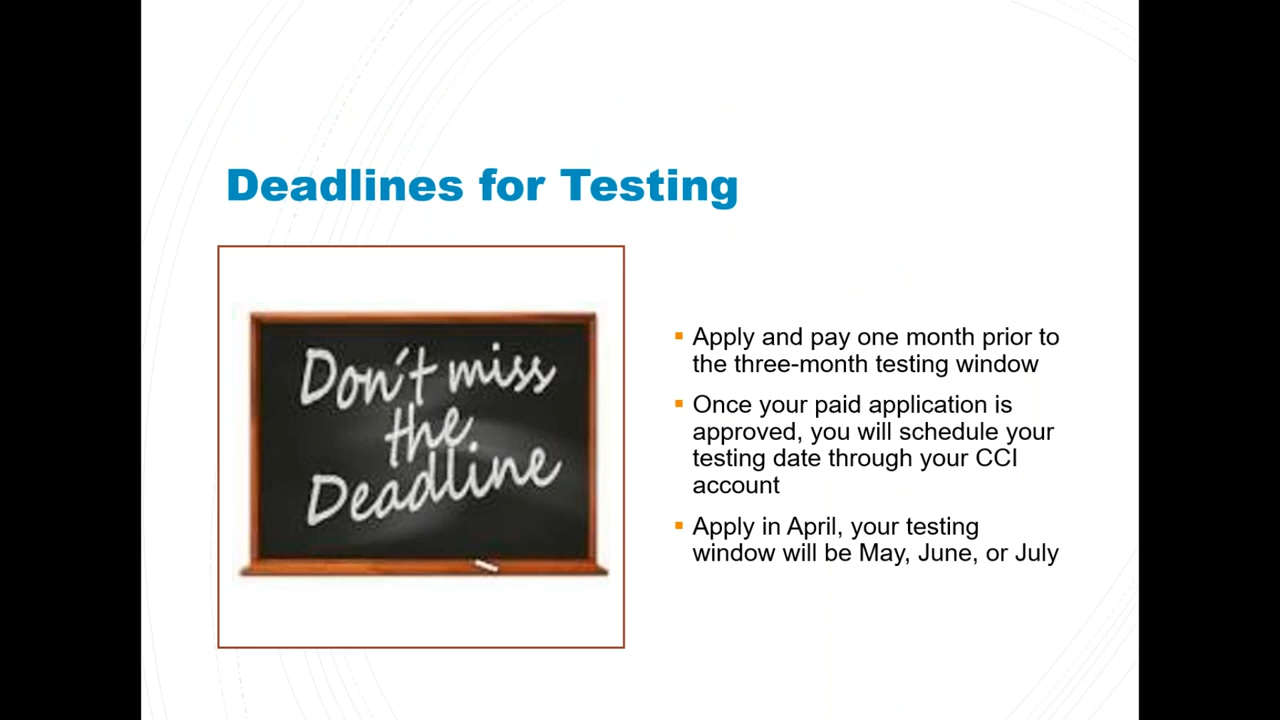 Deadlines for Testing
Don't miss
the
Deadline
Apply and pay one month prior to
the three-month testing window
Once your paid application is
approved, you will schedule your
testing date through your CCI
account
Apply in April, your testing
window will be May, June, or July